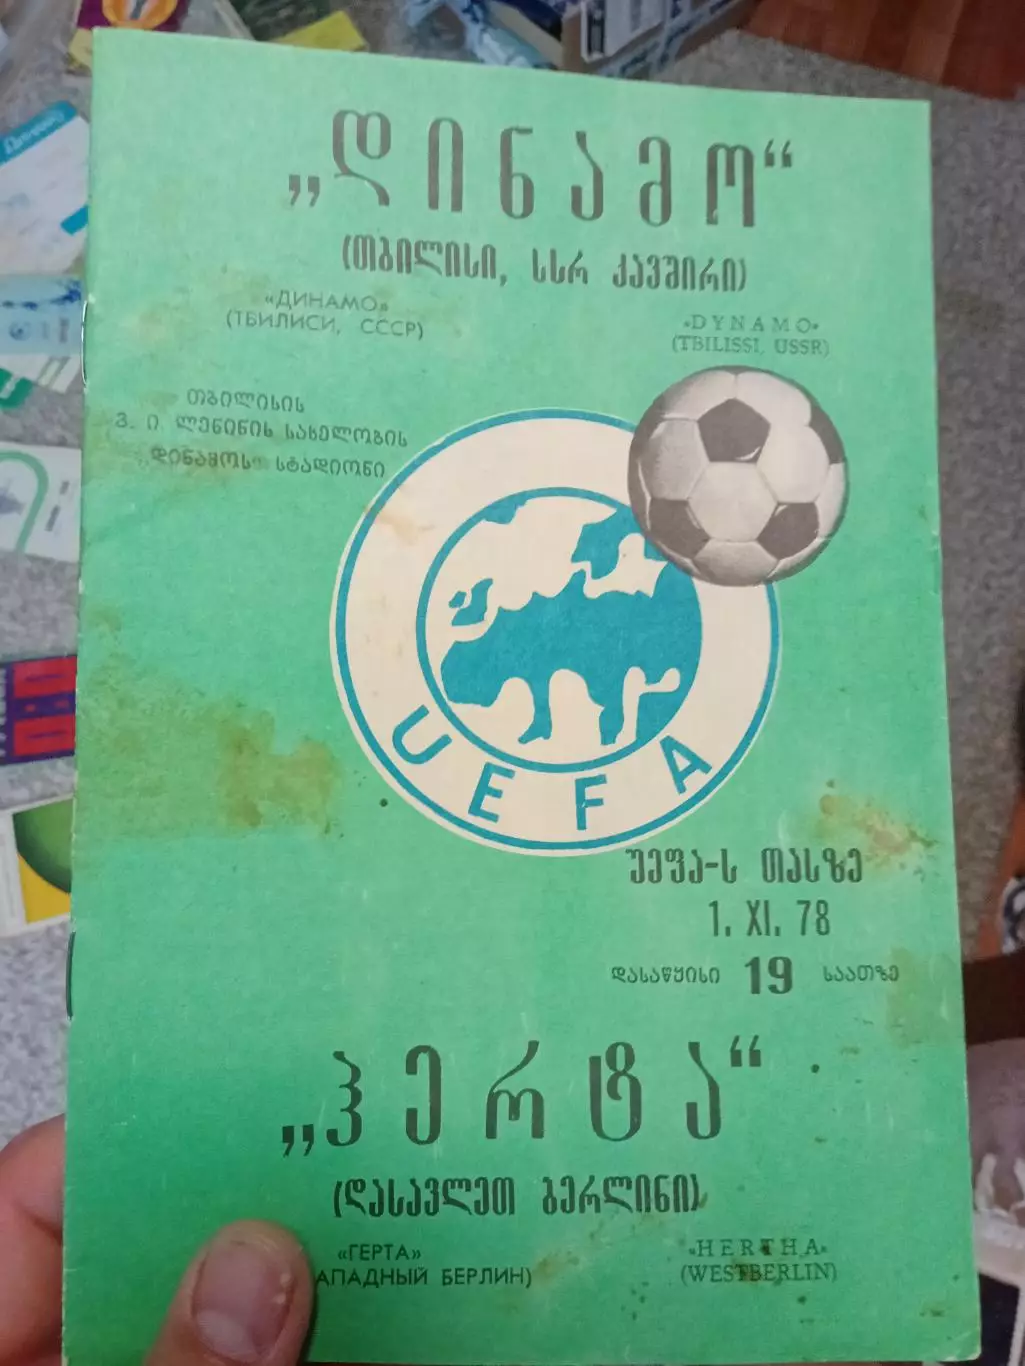 „დინამო“
(თბილისი, სსრ კავშირი)
«ДИНАМО»
(ТБИЛИСИ, СССР)
«DYNAMO»
(TBILISSI, USSR)
თბილისის
ვ. ი. ლენინის სახელობის
„დინამოს“ სტადიონი
UEFA
უეფა-ს თასზე
1. XI. 78
დასაწყისი 19 საათზე
„ჰერტა“
(დასავლეთ ბერლინი)
«ГЕРТА»
АПАДНЫЙ БЕРЛИН)
«HERTHA»
(WESTBERLIN)